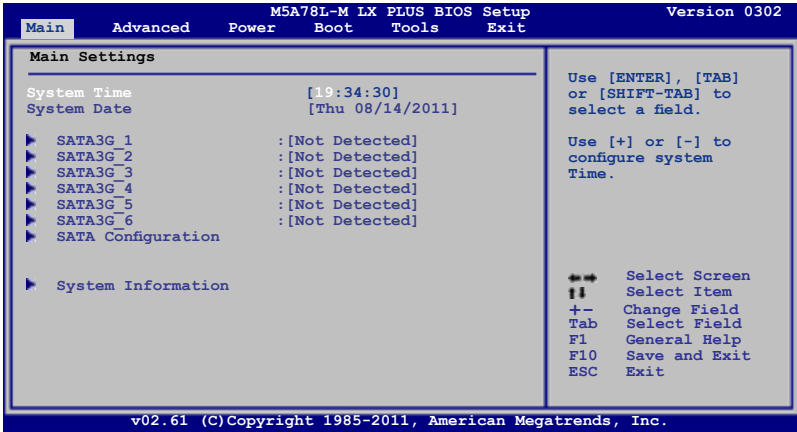 M5A78L-M LX PLUS BIOS Setup Version 0302
Main Advanced Power Boot Tools Exit
Main Settings
System Time [19:34:30]
System Date [Thu 08/14/2011]
SATA3G_1 :[Not Detected]
SATA3G_2 :[Not Detected]
SATA3G_3 :[Not Detected]
SATA3G_4 :[Not Detected]
SATA3G_5 :[Not Detected]
SATA3G_6 :[Not Detected]
SATA Configuration
System Information
Use [ENTER], [TAB]
or [SHIFT-TAB] to
select a field.
Use [+] or [-] to
configure system
Time.
←→ Select Screen
↑↓ Select Item
+- Change Field
Tab Select Field
F1 General Help
F10 Save and Exit
ESC Exit
v02.61 (C)Copyright 1985-2011, American Megatrends, Inc.